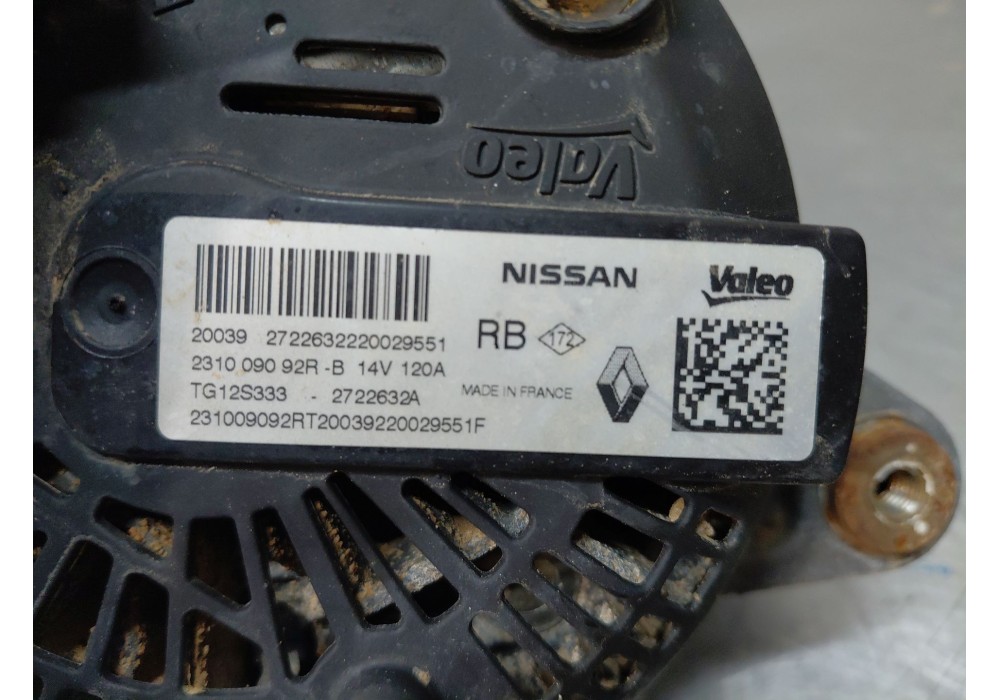 Valeo
NISSAN Valeo
20039 2722632220029551
RB 172
2310 090 92R -B 14V 120A
TG12S333 - 2722632A
MADE IN FRANCE
231009092RT20039220029551F